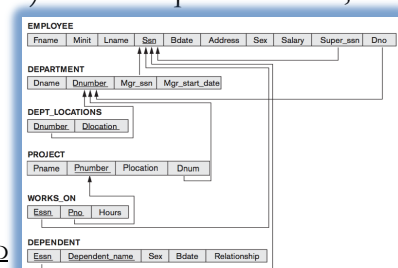 EMPLOYEE
Fname Minit Lname Ssn Bdate Address Sex Salary Super_ssn Dno
DEPARTMENT
Dname Dnumber Mgr_ssn Mgr_start_date
DEPT_LOCATIONS
Dnumber Dlocation
PROJECT
Pname Pnumber Plocation Dnum
WORKS_ON
Essn Pno Hours
DEPENDENT
Essn Dependent_name Sex Bdate Relationship